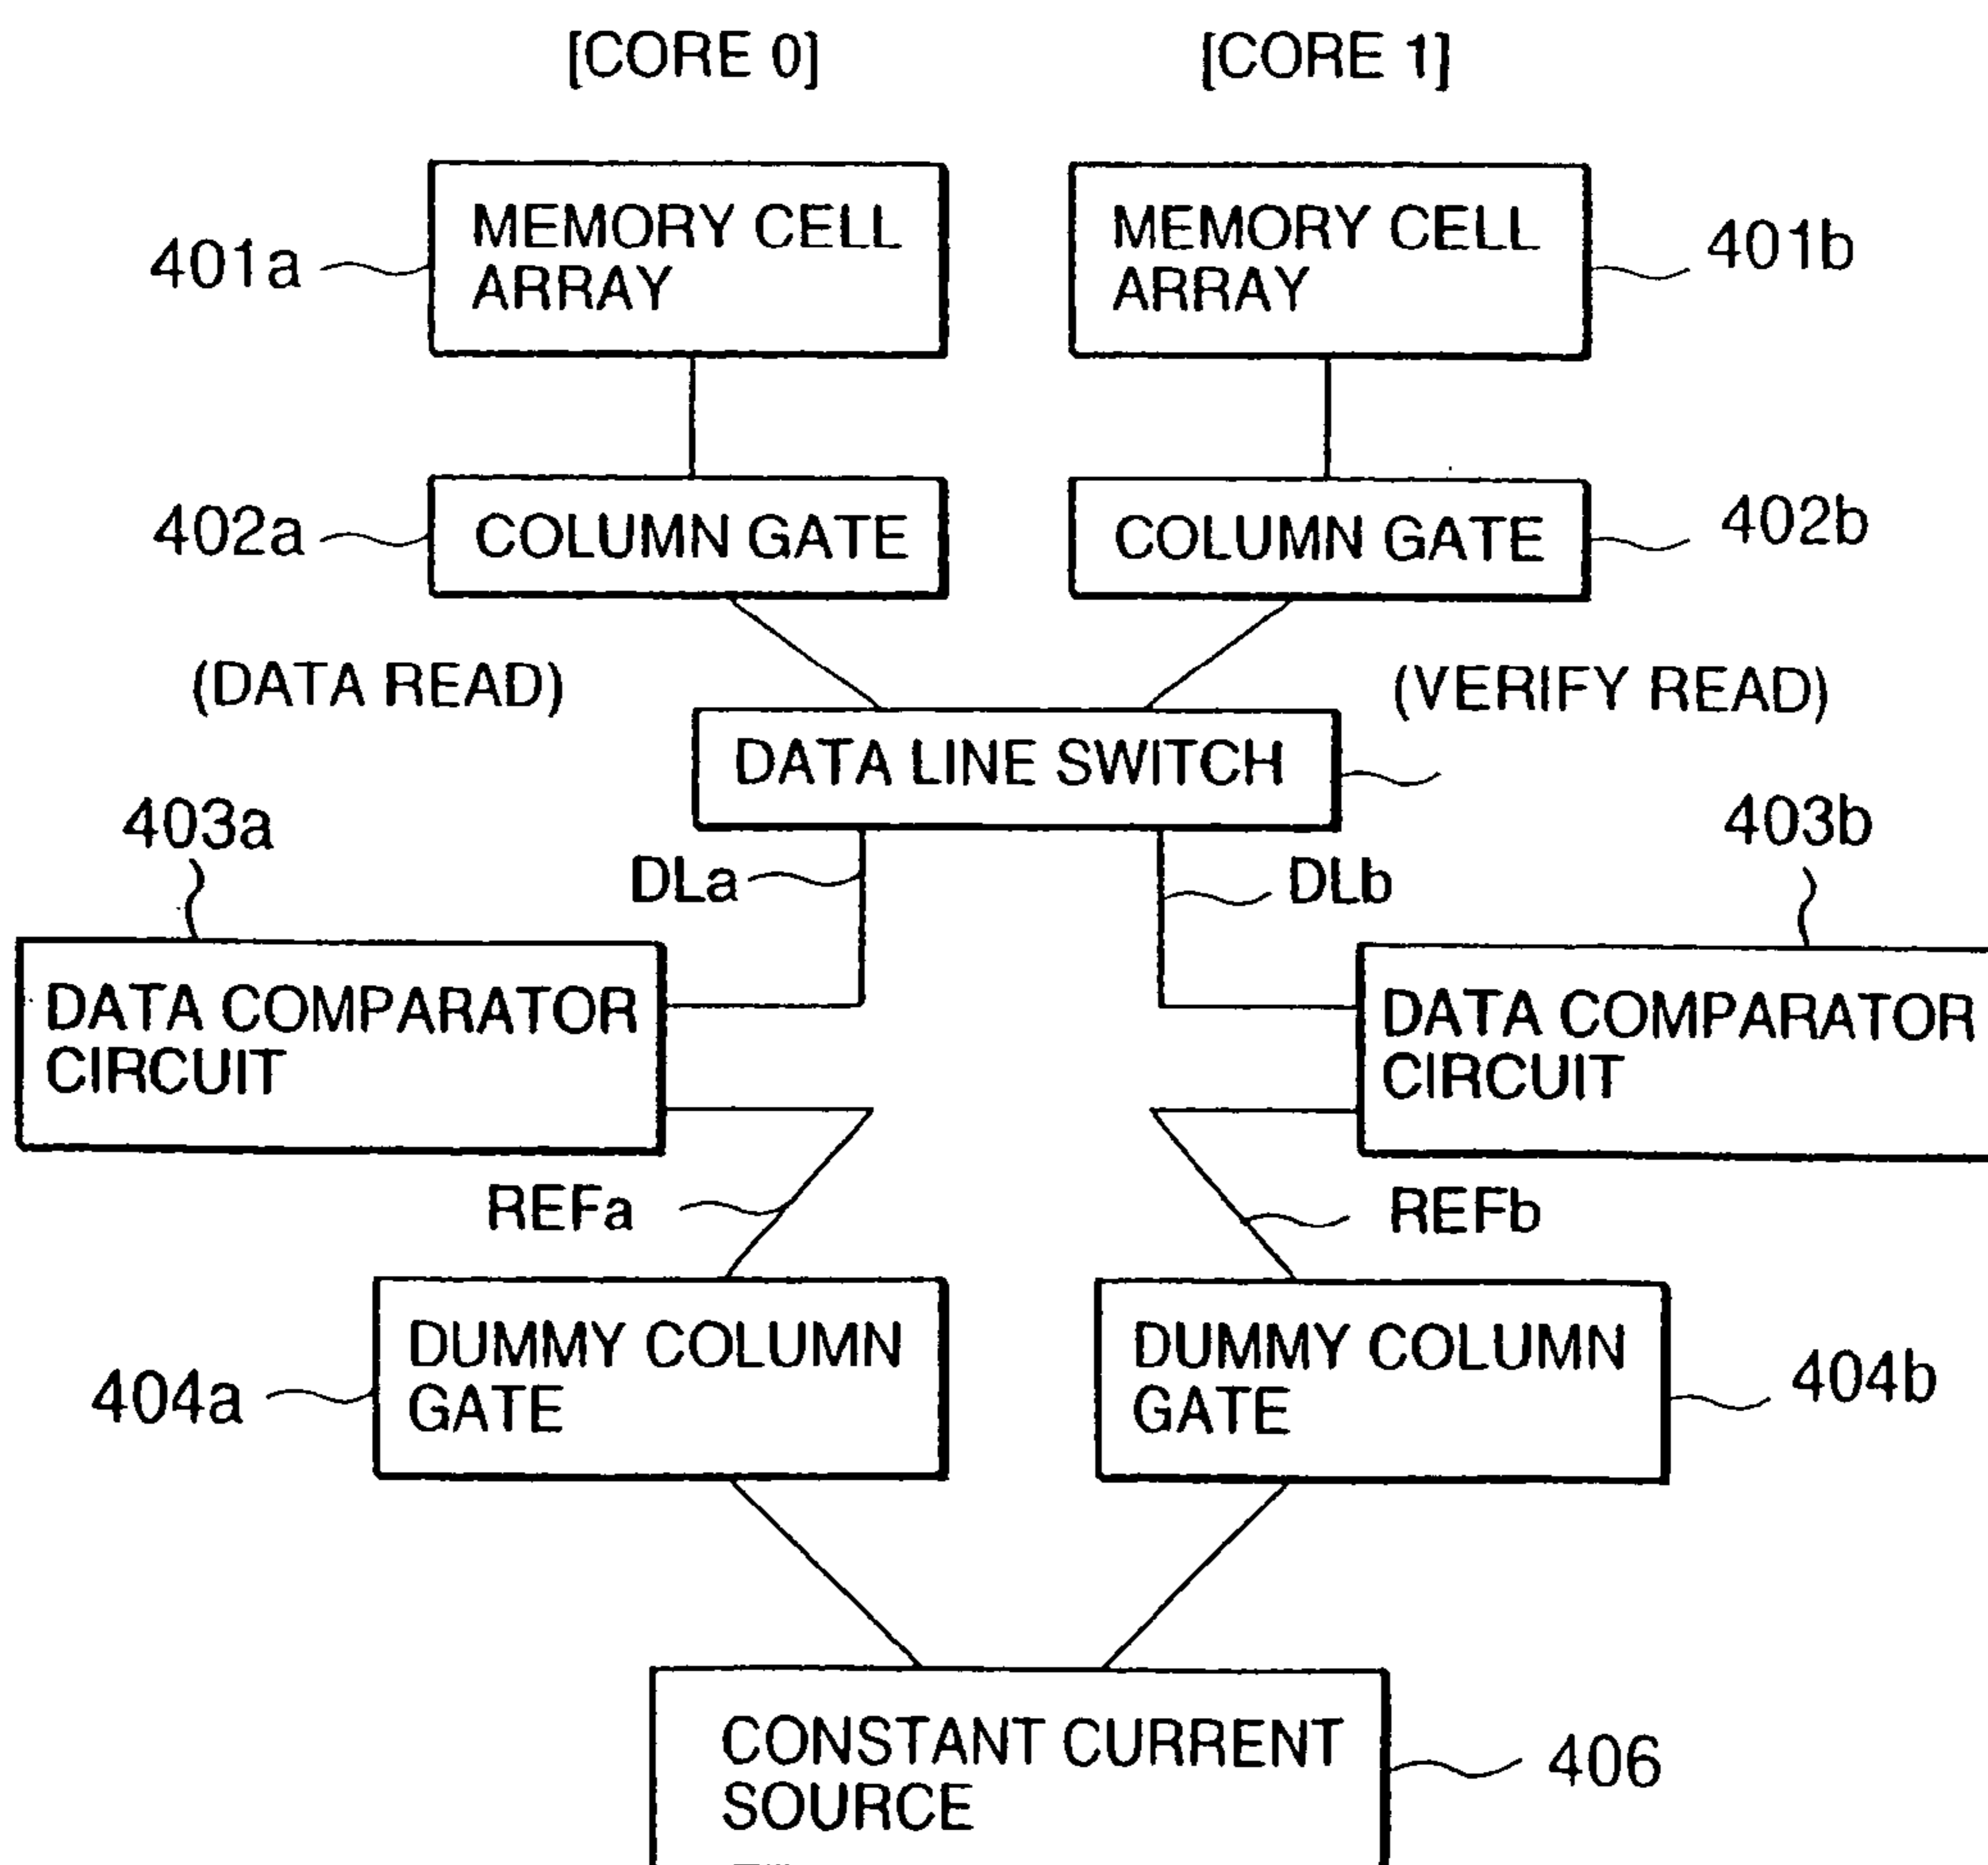 [CORE 0]
[CORE 1]
MEMORY CELL
ARRAY
401a
MEMORY CELL
ARRAY
401b
COLUMN GATE
402a
COLUMN GATE
402b
(DATA READ)
(VERIFY READ)
DATA LINE SWITCH
403a
403b
DLa
DLb
DATA COMPARATOR
CIRCUIT
DATA COMPARATOR
CIRCUIT
REFa
REFb
DUMMY COLUMN
GATE
404a
DUMMY COLUMN
GATE
404b
CONSTANT CURRENT
SOURCE
406